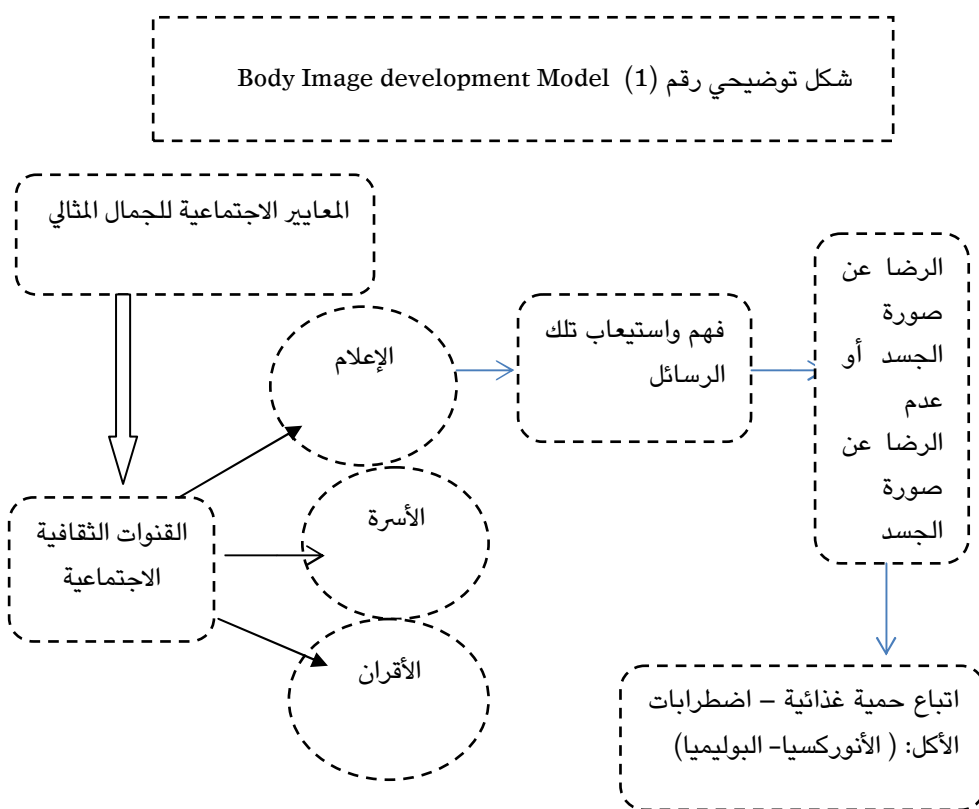 شكل توضيحي رقم (1) Body Image development Model
المعايير الاجتماعية للجمال المثالي
القنوات الثقافية
الاجتماعية
الإعلام
الأسرة
الأقران
فهم واستيعاب تلك
الرسائل
الرضا عن
صورة
الجسد أو
عدم
الرضا عن
صورة
الجسد
اتباع حمية غذائية – اضطرابات
الأكل: ( الأنوركسيا- البوليميا)